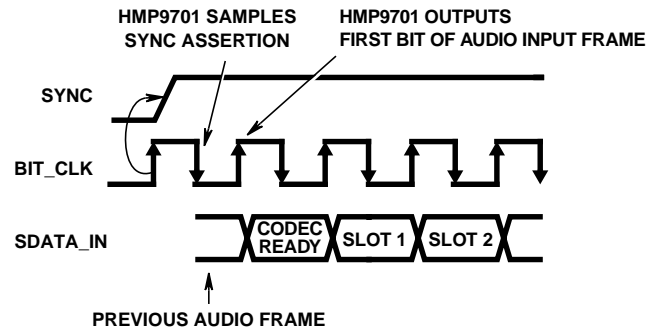 HMP9701 SAMPLES
SYNC ASSERTION
HMP9701 OUTPUTS
FIRST BIT OF AUDIO INPUT FRAME
SYNC
BIT_CLK
SDATA_IN
CODEC
READY
SLOT 1
SLOT 2
PREVIOUS AUDIO FRAME